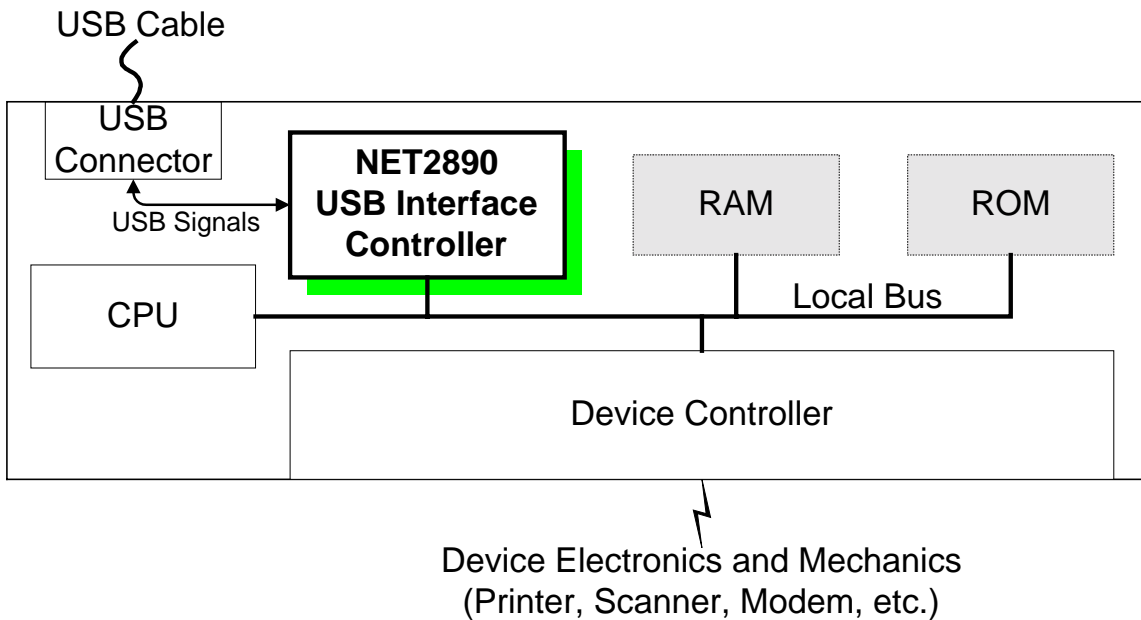 USB Cable
USB
Connector
NET2890
USB Interface
Controller
RAM
ROM
USB Signals
CPU
Local Bus
Device Controller
Device Electronics and Mechanics
(Printer, Scanner, Modem, etc.)